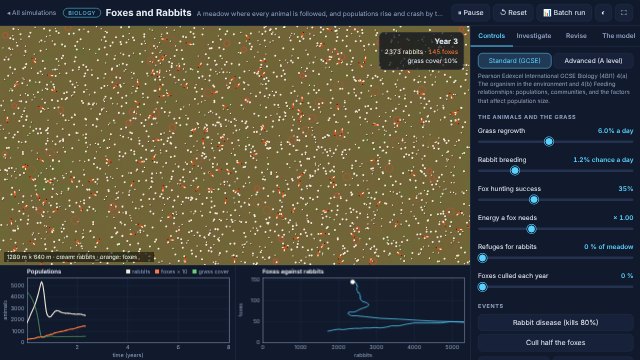 ◂ All simulations
BIOLOGY
Foxes and Rabbits
A meadow where every animal is followed, and populations rise and crash by t…
Pause
Reset
Batch run
Year 3
2373 rabbits · 145 foxes
grass cover 10%
1280 m × 640 m · cream: rabbits · orange: foxes
Controls
Investigate
Revise
The model
Standard (GCSE)
Advanced (A level)
Pearson Edexcel International GCSE Biology (4BI1) 4(a)
The organism in the environment and 4(b) Feeding
relationships: populations, communities, and the factors
that affect population size.
THE ANIMALS AND THE GRASS
Grass regrowth
6.0% a day
Rabbit breeding
1.2% chance a day
Fox hunting success
35%
Energy a fox needs
× 1.00
Refuges for rabbits
0 % of meadow
Foxes culled each year
0 %
EVENTS
Rabbit disease (kills 80%)
Cull half the foxes
Populations
rabbits
foxes × 10
grass cover
5000
4000
3000
2000
1000
0
animals
2
4
6
8
time (years)
Foxes against rabbits
150
100
50
0
foxes
0
1000
2000
3000
4000
5000
rabbits